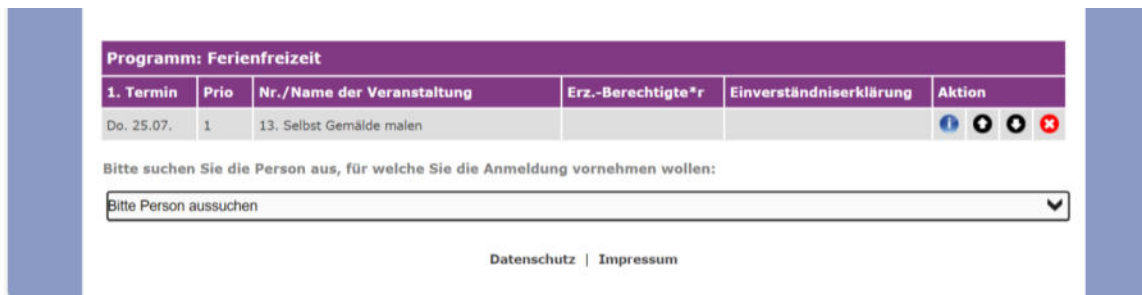 Programm: Ferienfreizeit
1. Termin Prio Nr./Name der Veranstaltung Erz.-Berechtigte*r Einverständniserklärung Aktion
Do. 25.07. 1 13. Selbst Gemälde malen
Bitte suchen Sie die Person aus, für welche Sie die Anmeldung vornehmen wollen:
Bitte Person aussuchen
Datenschutz | Impressum